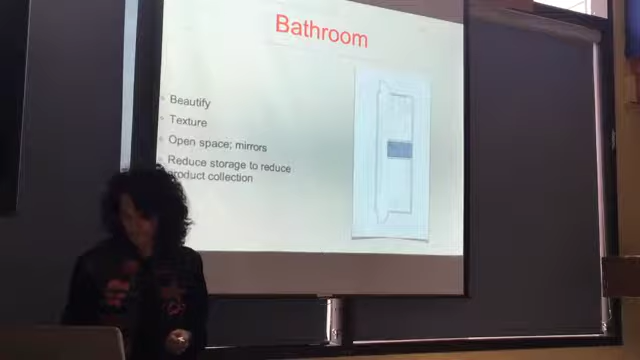 Bathroom
Beautify
Texture
Open space; mirrors
Reduce storage to reduce
product collection